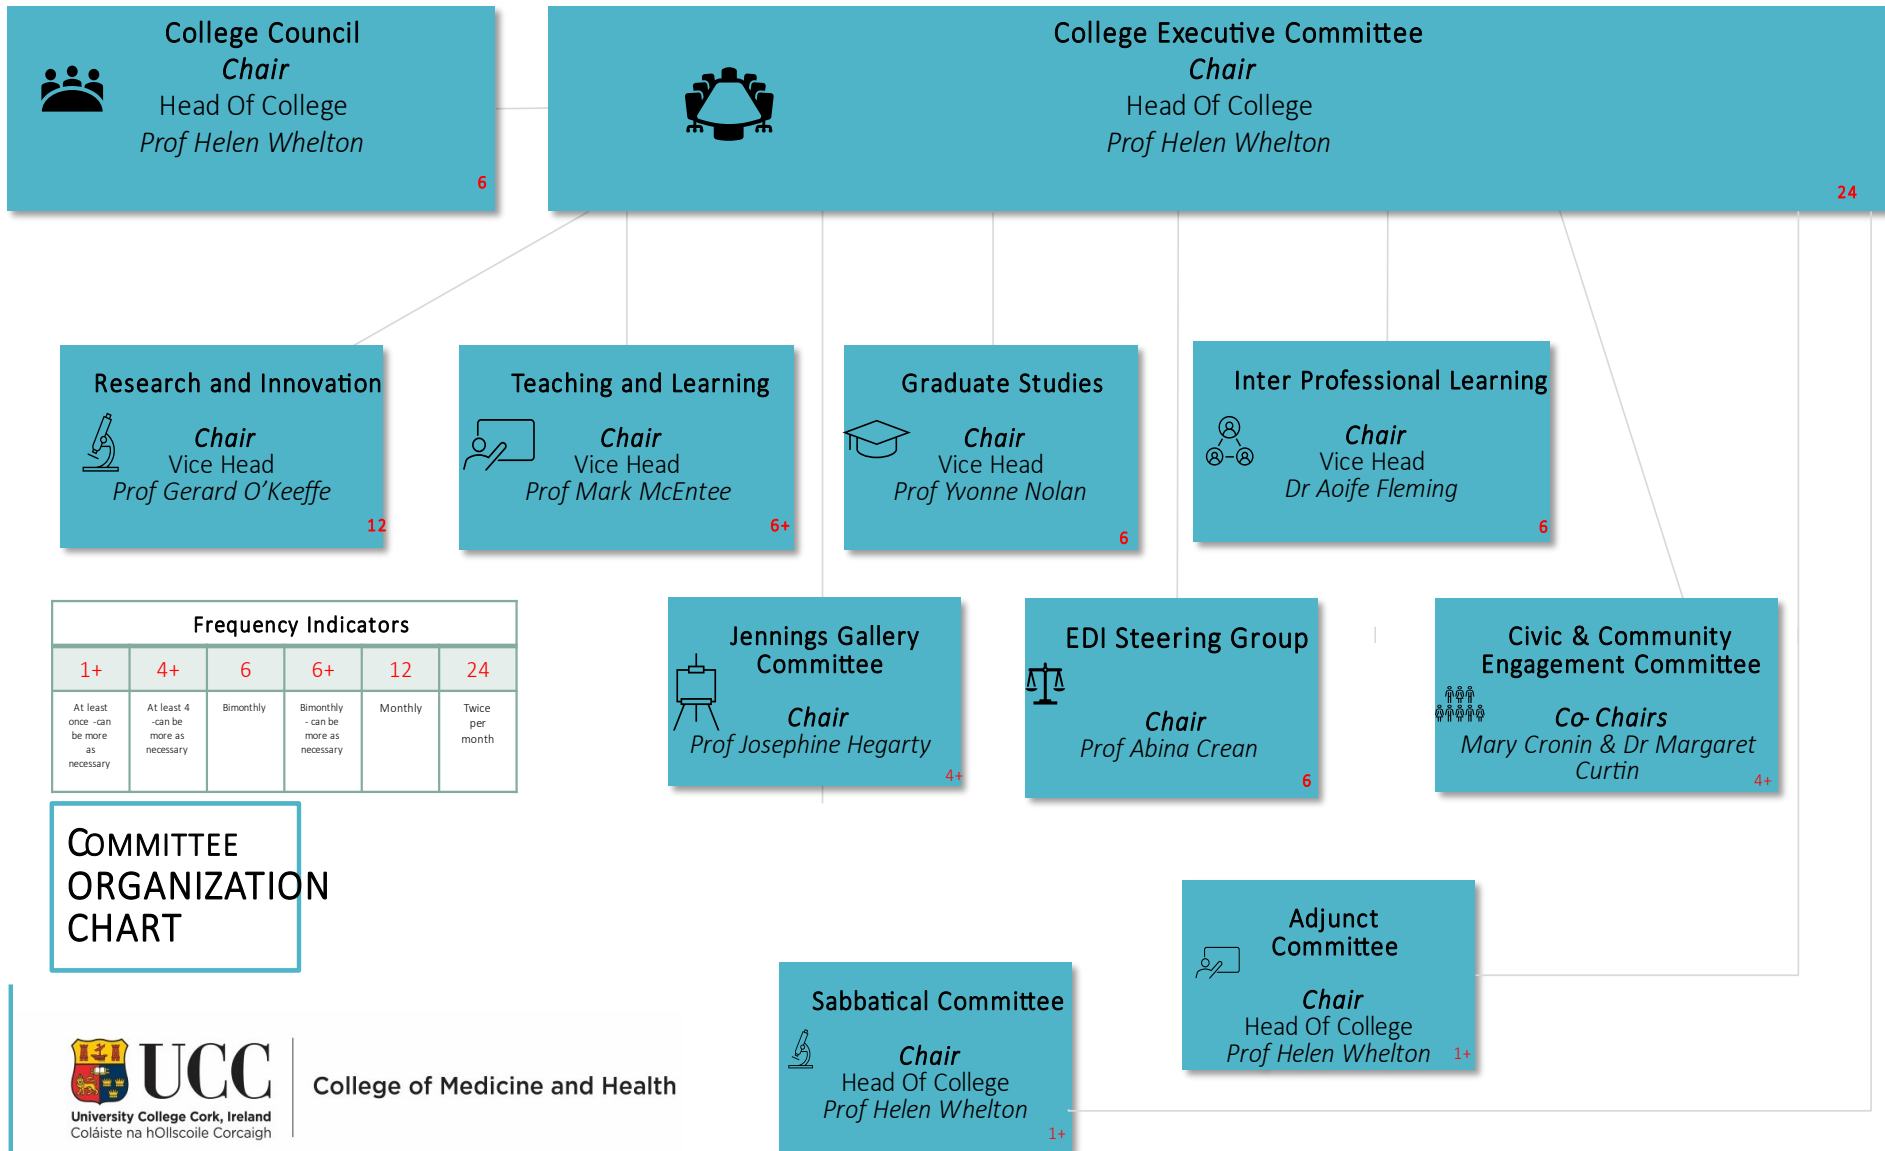 College Council
Chair
Head Of College
Prof Helen Whelton
6
College Executive Committee
Chair
Head Of College
Prof Helen Whelton
24
Research and Innovation
Chair
Vice Head
Prof Gerard O’Keeffe
12
Teaching and Learning
Chair
Vice Head
Prof Mark McEntee
6+
Graduate Studies
Chair
Vice Head
Prof Yvonne Nolan
6
Inter Professional Learning
Chair
Vice Head
Dr Aoife Fleming
6
Frequency Indicators
1+ 4+ 6 6+ 12 24
At least
once -can
be more
as
necessary
At least 4
-can be
more as
necessary
Bimonthly
Bimonthly
- can be
more as
necessary
Monthly
Twice
per
month
Jennings Gallery
Committee
Chair
Prof Josephine Hegarty
4+
EDI Steering Group
Chair
Prof Abina Crean
6
Civic & Community
Engagement Committee
Co- Chairs
Mary Cronin & Dr Margaret
Curtin
4+
COMMITTEE
ORGANIZATION
CHART
Adjunct
Committee
Chair
Head Of College
Prof Helen Whelton
1+
Sabbatical Committee
Chair
Head Of College
Prof Helen Whelton
1+
UCC
University College Cork, Ireland
Coláiste na hOllscoile Corcaigh
College of Medicine and Health